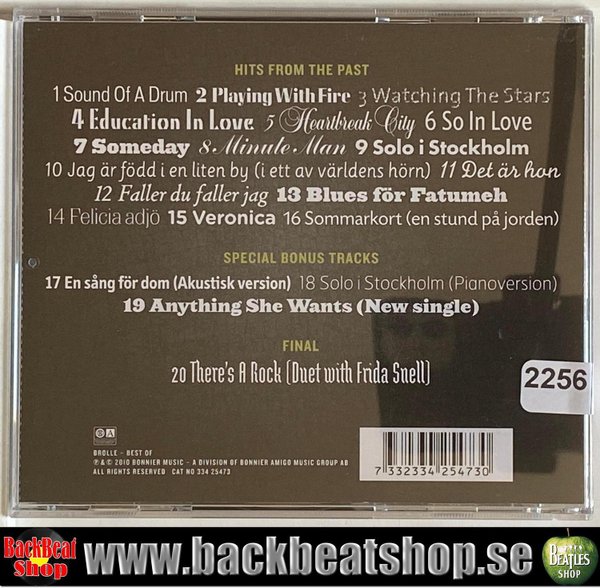 HITS FROM THE PAST
1 Sound Of A Drum 2 Playing With Fire 3 Watching The Stars
4 Education In Love 5 Heartbreak City 6 So In Love
7 Someday 8 Minute Man 9 Solo i Stockholm
10 Jag är född i en liten by (i ett av världens hörn) 11 Det är hon
12 Faller du faller jag 13 Blues för Fatumeh
14 Felicia adjö 15 Veronica 16 Sommarkort (en stund på jorden)
SPECIAL BONUS TRACKS
17 En sång för dom (Akustisk version) 18 Solo i Stockholm (Pianoversion)
19 Anything She Wants (New single)
FINAL
20 There's A Rock (Duet with Frida Snell)
2256
BROLLE - BEST OF
℗ & © 2010 BONNIER MUSIC - A DIVISION OF BONNIER AMIGO MUSIC GROUP AB
ALL RIGHTS RESERVED CAT NO 334 25473
7 332334 254730
BackBeat Shop
www.backbeatshop.se
BEATLES SHOP